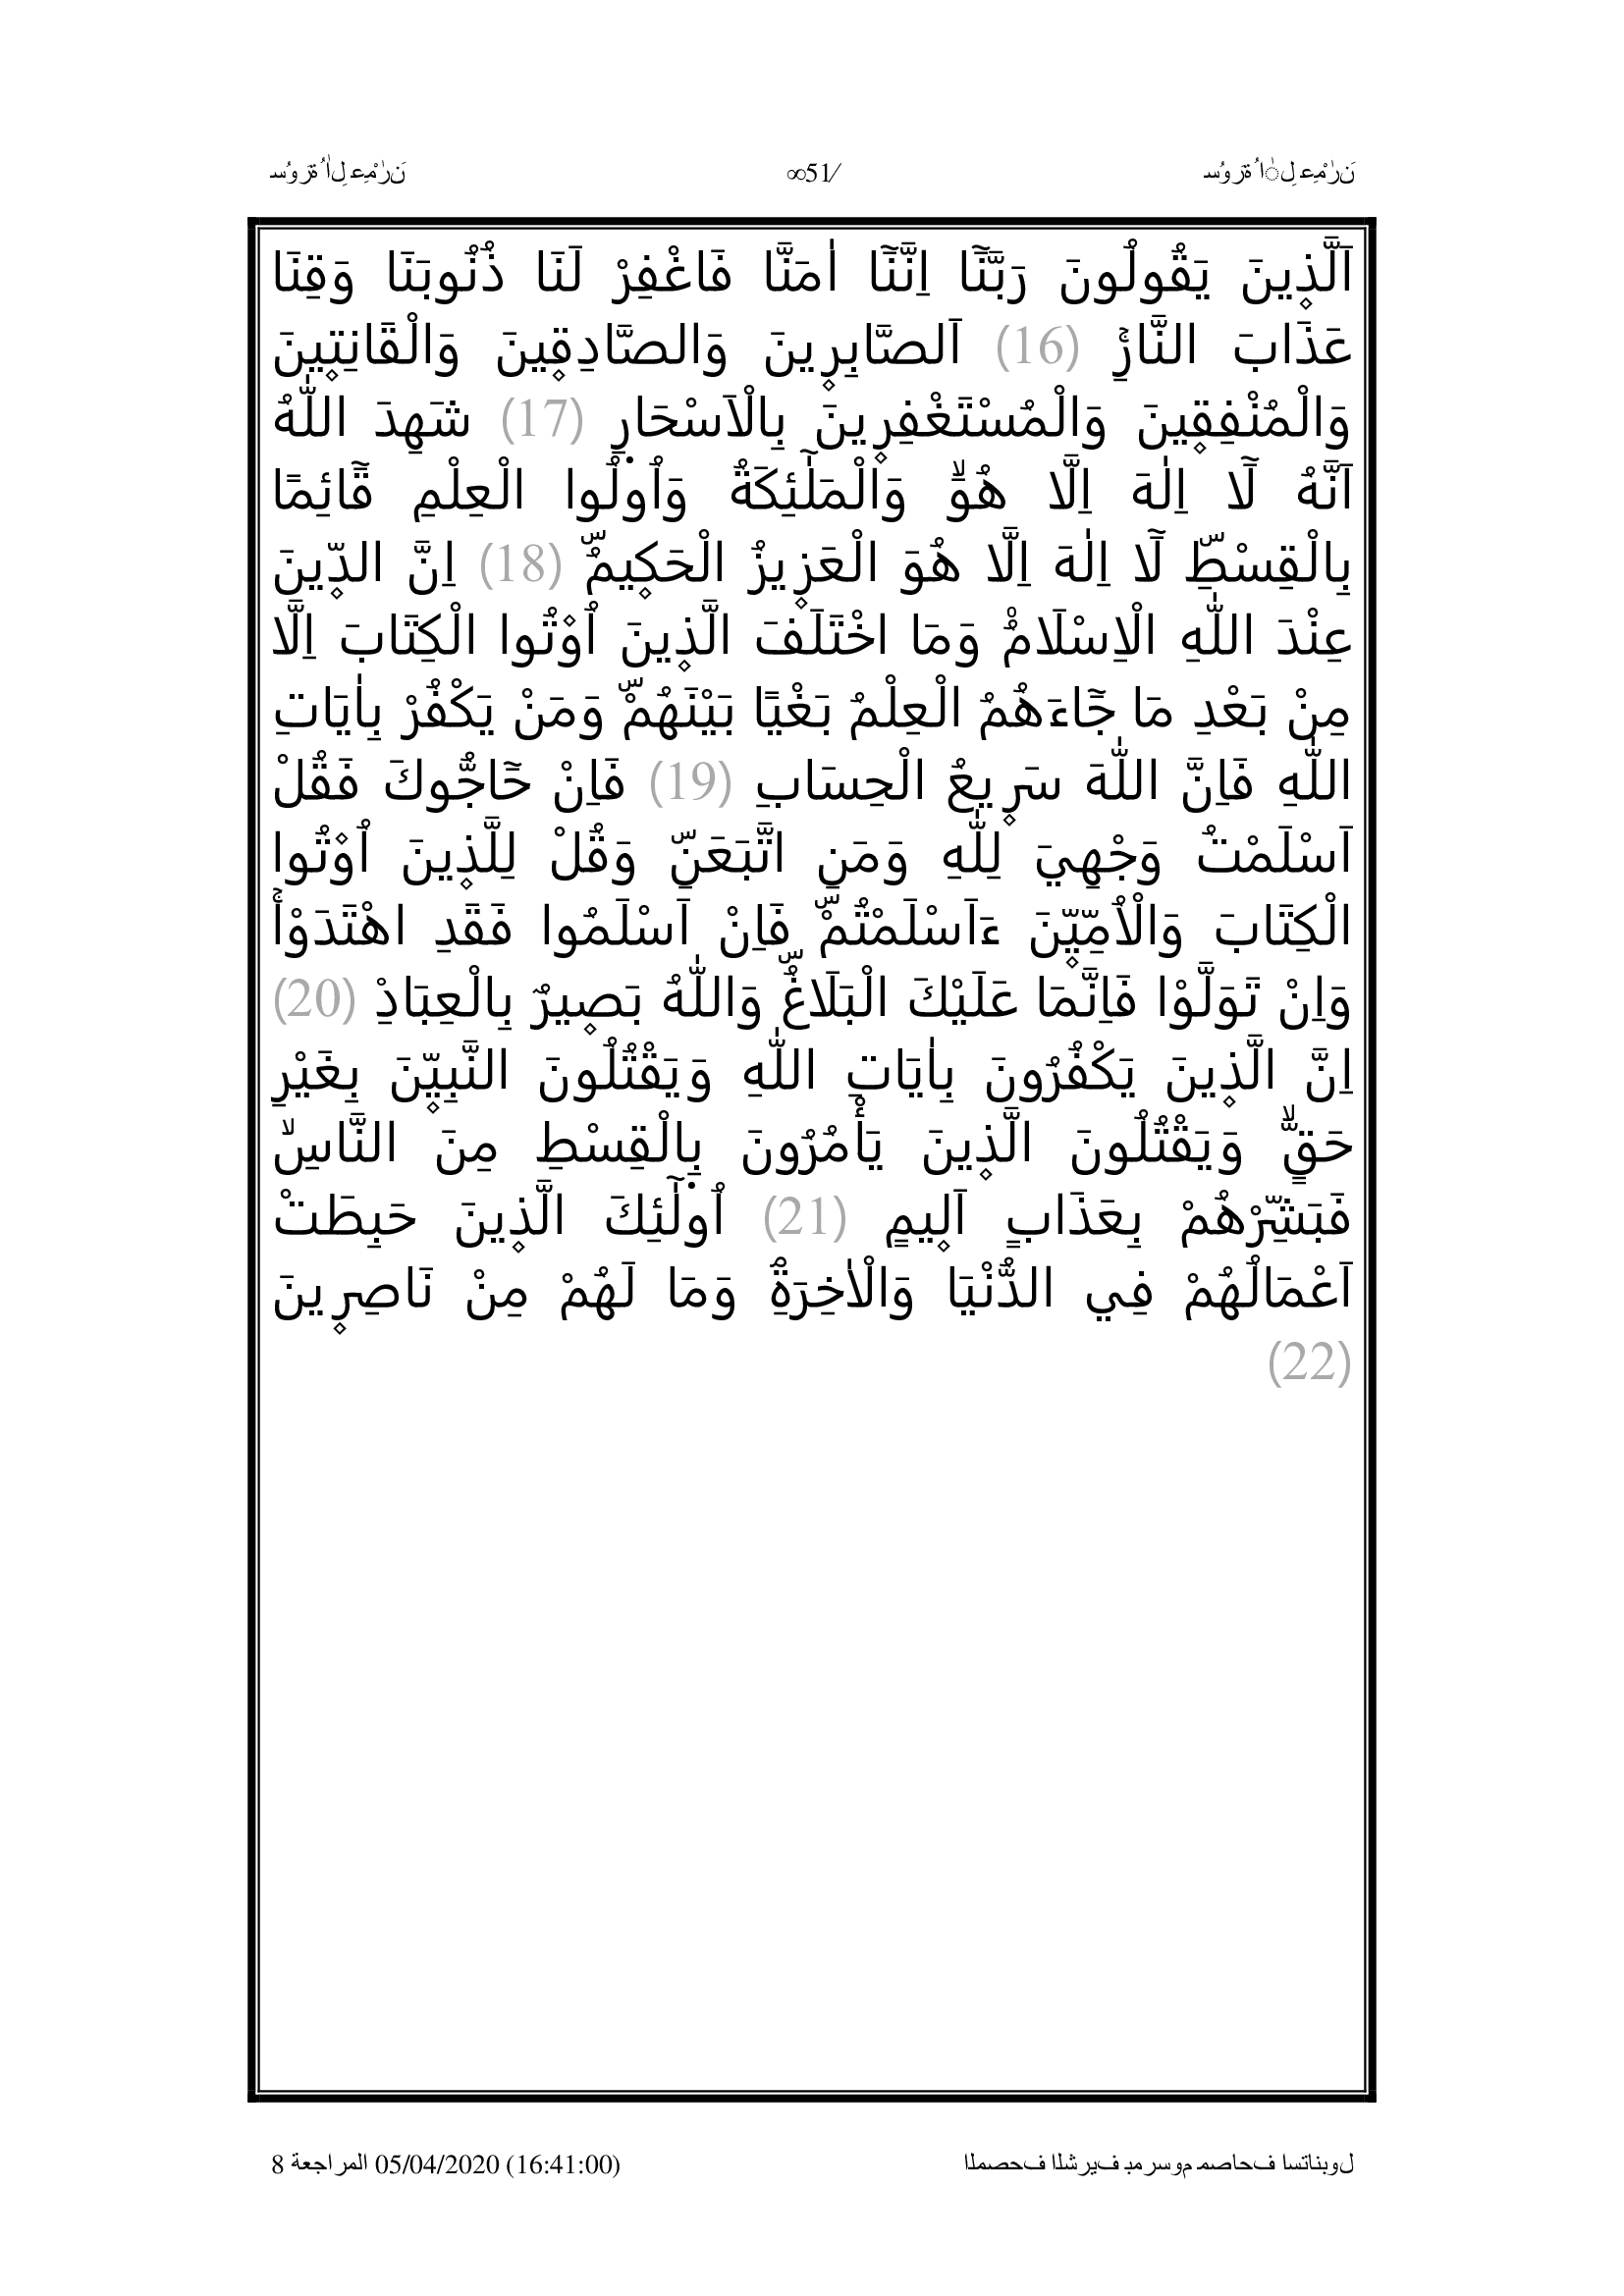 سُورَةُ اٰلِ عِمْرٰنَ
∞51/
سُورَةُ اٰلِ عِمْرٰنَ
اَلَّذ۪ينَ يَقُولُونَ رَبَّنَٓا اِنَّنَٓا اٰمَنَّا فَاغْفِرْ لَنَا ذُنُوبَنَا وَقِنَا
عَذَابَ النَّارِۚ (16) اَلصَّابِر۪ينَ وَالصَّادِق۪ينَ وَالْقَانِت۪ينَ
وَالْمُنْفِق۪ينَ وَالْمُسْتَغْفِر۪ينَ بِالْاَسْحَارِ (17) شَهِدَ اللّٰهُ
اَنَّهُ لَٓا اِلٰهَ اِلَّا هُوَۙ وَالْمَلٰٓئِكَةُ وَاُو۬لُوا الْعِلْمِ قَٓائِمًا
بِالْقِسْطِۜ لَٓا اِلٰهَ اِلَّا هُوَ الْعَز۪يزُ الْحَك۪يمُۜ (18) اِنَّ الدّ۪ينَ
عِنْدَ اللّٰهِ الْاِسْلَامُ۠ وَمَا اخْتَلَفَ الَّذ۪ينَ اُو۫تُوا الْكِتَابَ اِلَّا
مِنْ بَعْدِ مَا جَٓاءَهُمُ الْعِلْمُ بَغْيًا بَيْنَهُمْۜ وَمَنْ يَكْفُرْ بِاٰيَاتِ
اللّٰهِ فَاِنَّ اللّٰهَ سَر۪يعُ الْحِسَابِ (19) فَاِنْ حَٓاجُّوكَ فَقُلْ
اَسْلَمْتُ وَجْهِيَ لِلّٰهِ وَمَنِ اتَّبَعَنِۜ وَقُلْ لِلَّذ۪ينَ اُو۫تُوا
الْكِتَابَ وَالْاُمِّيّ۪نَ ءَاَسْلَمْتُمْۜ فَاِنْ اَسْلَمُوا فَقَدِ اهْتَدَوْاۚ
وَاِنْ تَوَلَّوْا فَاِنَّمَا عَلَيْكَ الْبَلَاغُۜ وَاللّٰهُ بَص۪يرٌ بِالْعِبَادِ۟ (20)
اِنَّ الَّذ۪ينَ يَكْفُرُونَ بِاٰيَاتِ اللّٰهِ وَيَقْتُلُونَ النَّبِيّ۪نَ بِغَيْرِ
حَقٍّۙ وَيَقْتُلُونَ الَّذ۪ينَ يَأْمُرُونَ بِالْقِسْطِ مِنَ النَّاسِۙ
فَبَشِّرْهُمْ بِعَذَابٍ اَل۪يمٍ (21) اُو۬لٰٓئِكَ الَّذ۪ينَ حَبِطَتْ
اَعْمَالُهُمْ فِي الدُّنْيَا وَالْاٰخِرَةِۘ وَمَا لَهُمْ مِنْ نَاصِر۪ينَ
(22)
المصحف الشريف بمرسوم مصاحف استانبول
المراجعة 8 05/04/2020 (16:41:00)